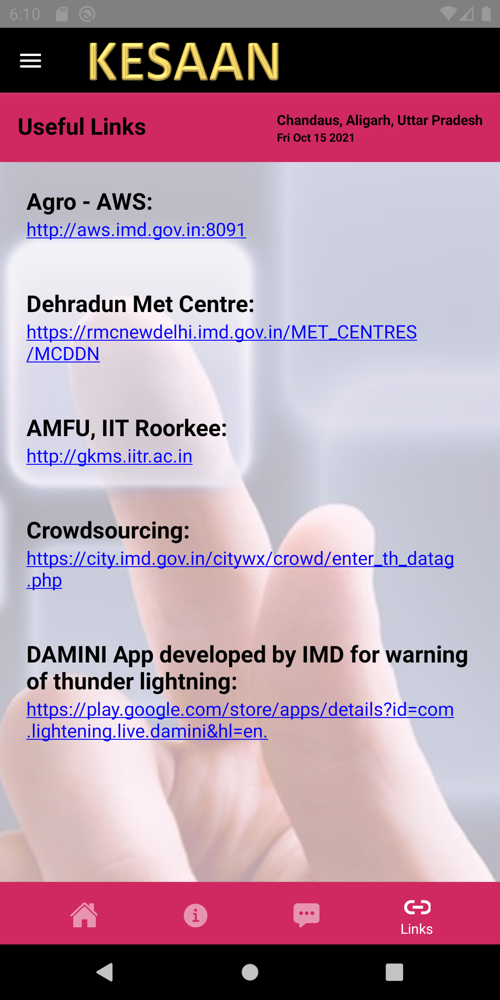 6:10
KESAAN
Useful Links
Chandaus, Aligarh, Uttar Pradesh
Fri Oct 15 2021
Agro - AWS:
http://aws.imd.gov.in:8091
Dehradun Met Centre:
https://rmcnewdelhi.imd.gov.in/MET_CENTRES
/MCDDN
AMFU, IIT Roorkee:
http://gkms.iitr.ac.in
Crowdsourcing:
https://city.imd.gov.in/citywx/crowd/enter_th_datag
.php
DAMINI App developed by IMD for warning
of thunder lightning:
https://play.google.com/store/apps/details?id=com
.lightening.live.damini&hl=en.
Links